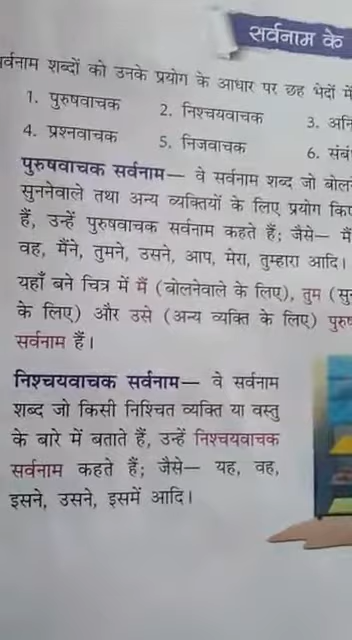 सर्वनाम के
सर्वनाम शब्दों को उनके प्रयोग के आधार पर छह भेदों में
1. पुरुषवाचक 2. निश्चयवाचक 3.
4. प्रश्नवाचक 5. निजवाचक 6.
पुरुषवाचक सर्वनाम— वे सर्वनाम शब्द जो
सुननेवाले तथा अन्य व्यक्तियों के लिए प्रयोग
हैं, उन्हें पुरुषवाचक सर्वनाम कहते हैं; जैसे— मैं
वह, मैंने, तुमने, उसने, आप, मेरा, तुम्हारा आदि।
यहाँ बने चित्र में मैं (बोलनेवाले के लिए), तुम
के लिए) और उसे (अन्य व्यक्ति के लिए)
सर्वनाम हैं।
निश्चयवाचक सर्वनाम— वे सर्वनाम
शब्द जो किसी निश्चित व्यक्ति या वस्तु
के बारे में बताते हैं, उन्हें निश्चयवाचक
सर्वनाम कहते हैं; जैसे— यह, वह,
इसने, उसने, इसमें आदि।